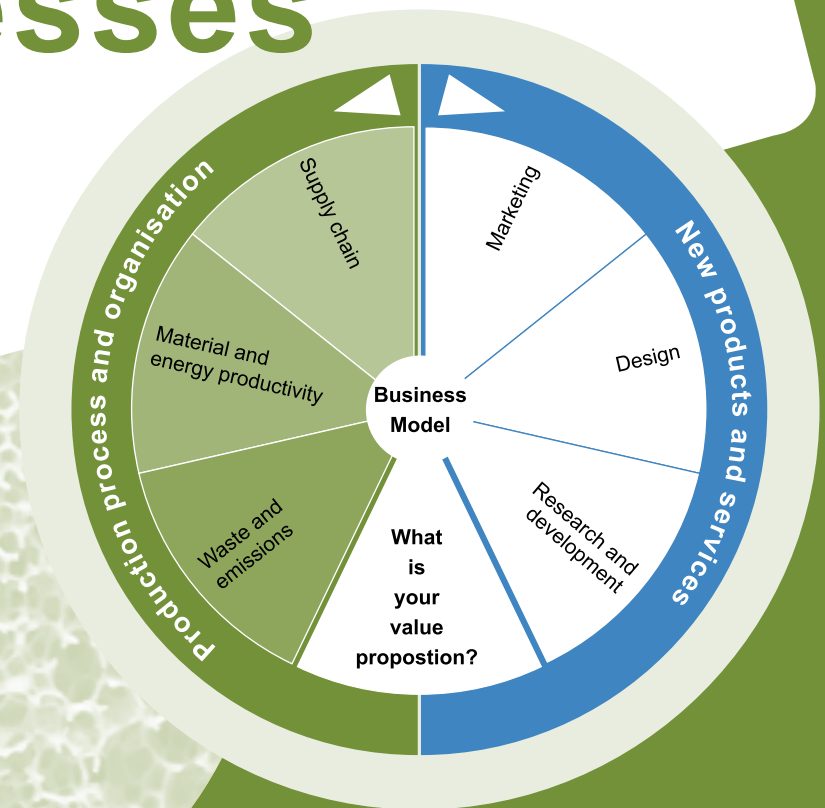 esses
Production process and organisation
New products and services
Supply chain
Marketing
Material and
energy productivity
Design
Business
Model
Waste and
emissions
Research and
development
What
is
your
value
propostion?